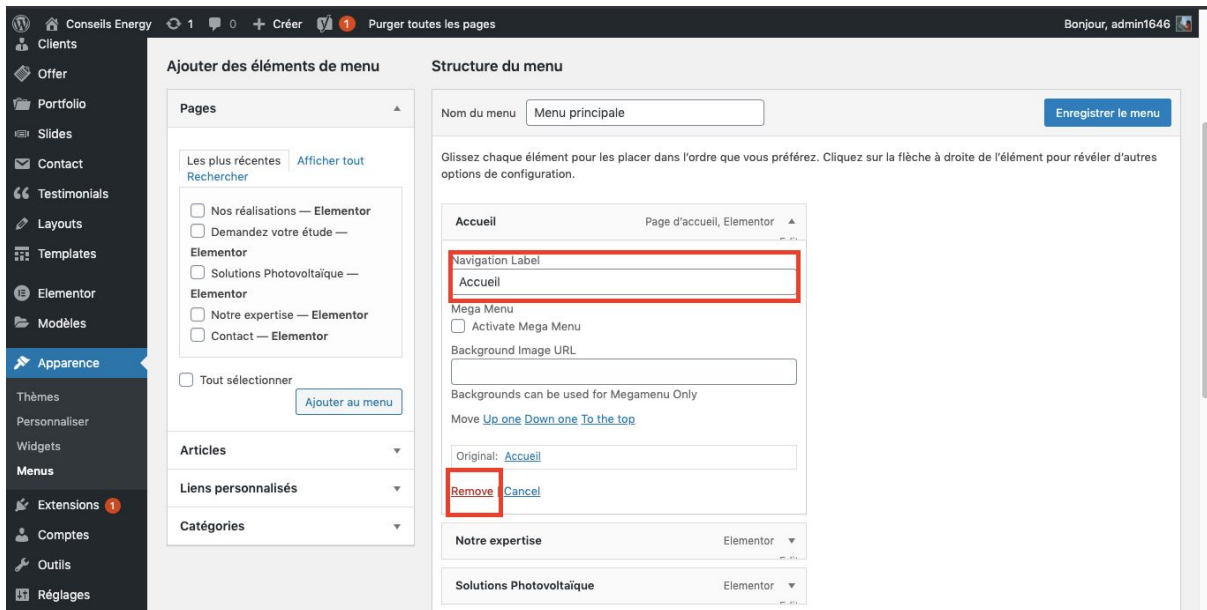 Conseils Energy 1 0 Créer 1 Purger toutes les pages Bonjour, admin1646
Clients
Offer
Portfolio
Slides
Contact
Testimonials
Layouts
Templates
Elementor
Modèles
Apparence
Thèmes
Personnaliser
Widgets
Menus
Extensions 1
Comptes
Outils
Réglages
Ajouter des éléments de menu
Pages
Les plus récentes Afficher tout
Rechercher
Nos réalisations — Elementor
Demandez votre étude —
Elementor
Solutions Photovoltaïque —
Elementor
Notre expertise — Elementor
Contact — Elementor
Tout sélectionner
Ajouter au menu
Articles
Liens personnalisés
Catégories
Structure du menu
Nom du menu Menu principale Enregistrer le menu
Glissez chaque élément pour les placer dans l'ordre que vous préférez. Cliquez sur la flèche à droite de l'élément pour révéler d'autres
options de configuration.
Accueil Page d'accueil, Elementor
Navigation Label
Accueil
Mega Menu
Activate Mega Menu
Background Image URL
Backgrounds can be used for Megamenu Only
Move Up one Down one To the top
Original: Accueil
Remove | Cancel
Notre expertise Elementor
Solutions Photovoltaïque Elementor